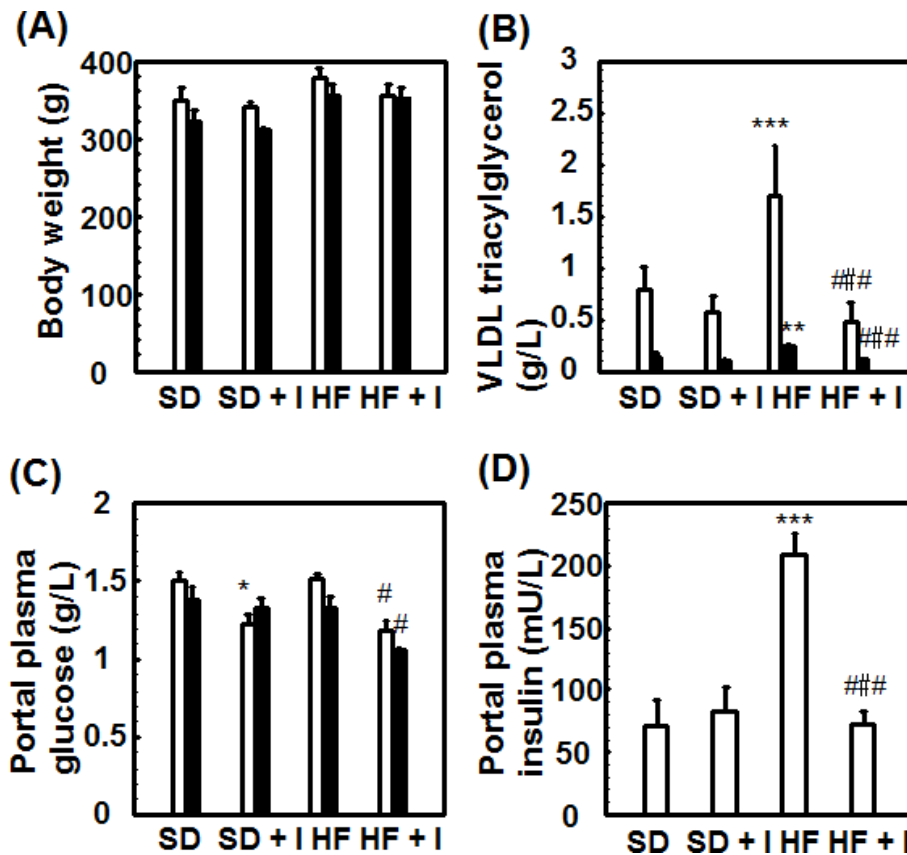 (A)
Body weight (g)
400
300
200
100
0
SD SD + I HF HF + I
(B)
VLDL triacylglycerol
(g/L)
3
2.5
2
1.5
1
0.5
0
***
**
###
###
SD SD + I HF HF + I
(C)
Portal plasma
glucose (g/L)
2
1.5
1
0.5
0
*
#
#
SD SD + I HF HF + I
(D)
Portal plasma
insulin (mU/L)
250
200
150
100
50
0
***
###
SD SD + I HF HF + I